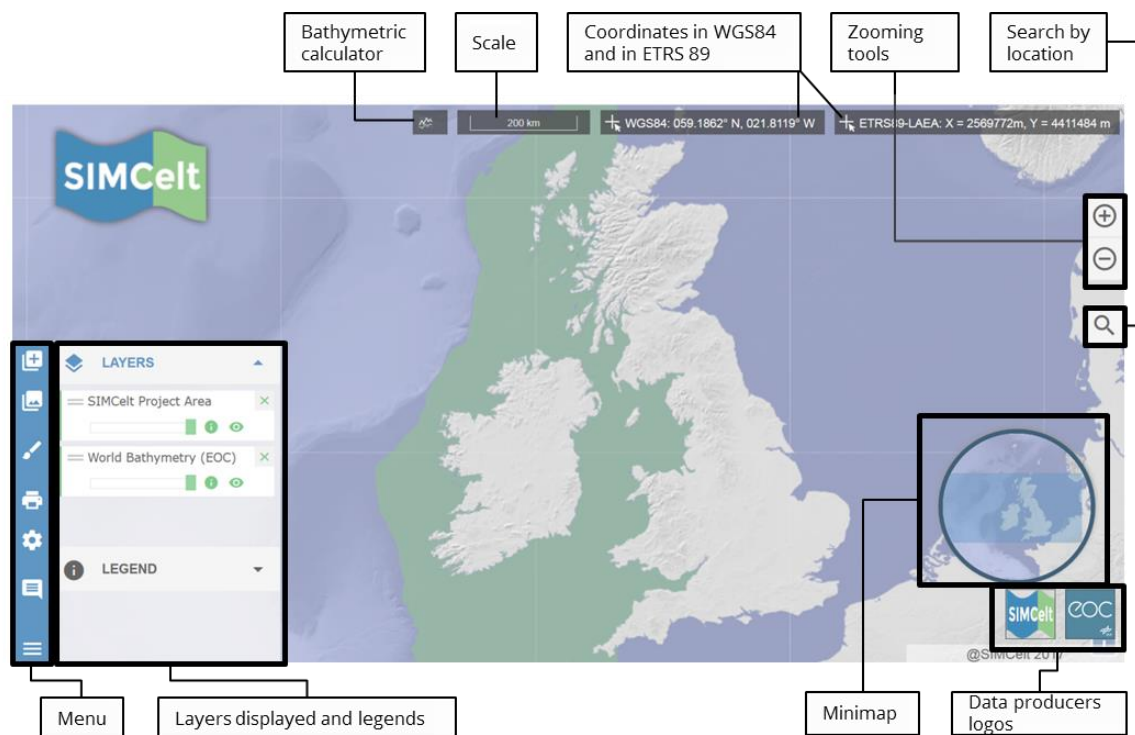 Bathymetric
calculator
Scale
Coordinates in WGS84
and in ETRS 89
Zooming
tools
Search by
location
200 km
WGS84: 059.1862° N, 021.8119° W
ETRS89-LAEA: X = 2569772m, Y = 4411484 m
SIMCelt
LAYERS
SIMCelt Project Area
World Bathymetry (EOC)
LEGEND
SIMCelt
eoc
@SIMCelt 2017
Menu
Layers displayed and legends
Minimap
Data producers
logos